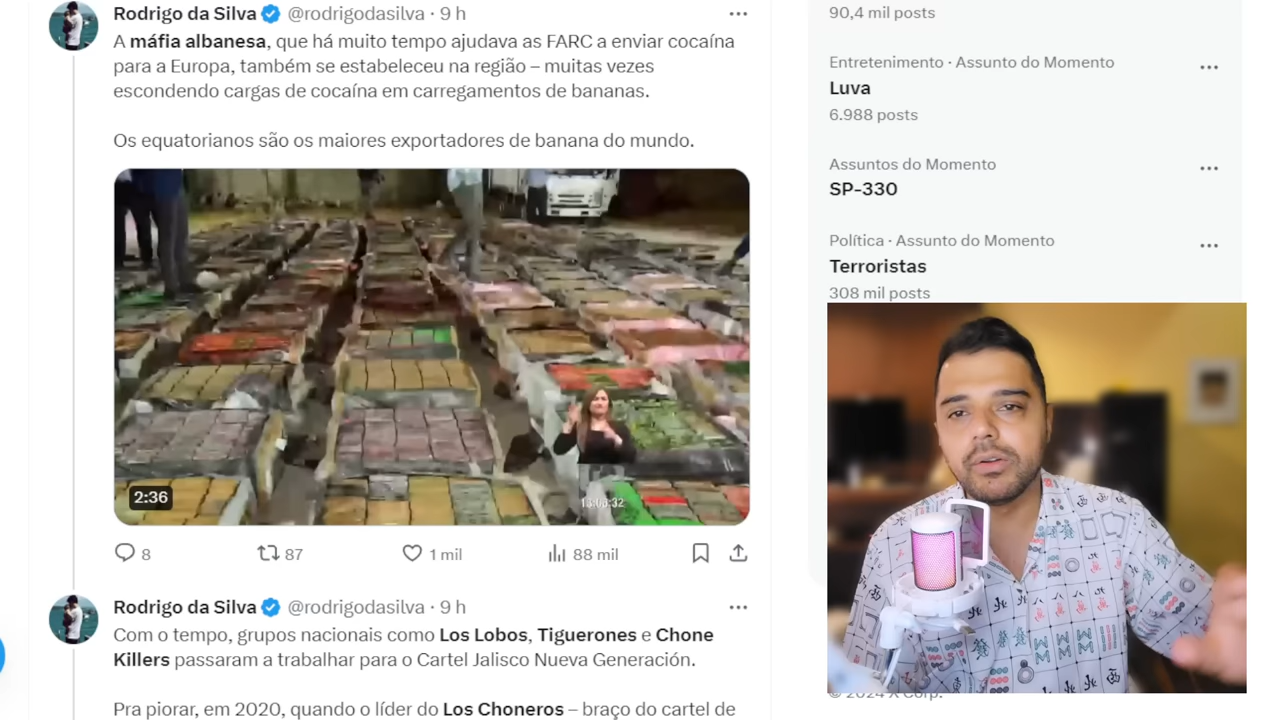 Rodrigo da Silva @rodrigodasilva · 9 h
A máfia albanesa, que há muito tempo ajudava as FARC a enviar cocaína
para a Europa, também se estabeleceu na região – muitas vezes
escondendo cargas de cocaína em carregamentos de bananas.
Os equatorianos são os maiores exportadores de banana do mundo.
2:36
8 87 1 mil 88 mil
Rodrigo da Silva @rodrigodasilva · 9 h
Com o tempo, grupos nacionais como Los Lobos, Tiguerones e Chone
Killers passaram a trabalhar para o Cartel Jalisco Nueva Generación.
Pra piorar, em 2020, quando o líder do Los Choneros – braço do cartel de
90,4 mil posts
Entretenimento · Assunto do Momento
Luva
6.988 posts
Assuntos do Momento
SP-330
Política · Assunto do Momento
Terroristas
308 mil posts
© 2024 X Corp.